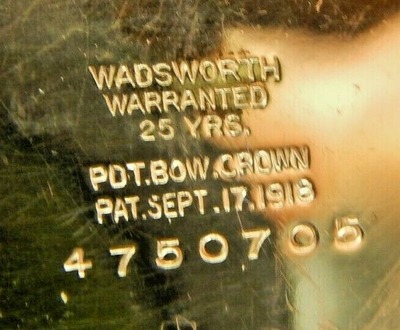 WADSWORTH
WARRANTED
25 YRS.
PDT.BOW.CROWN
PAT.SEPT.17.1918
4750705